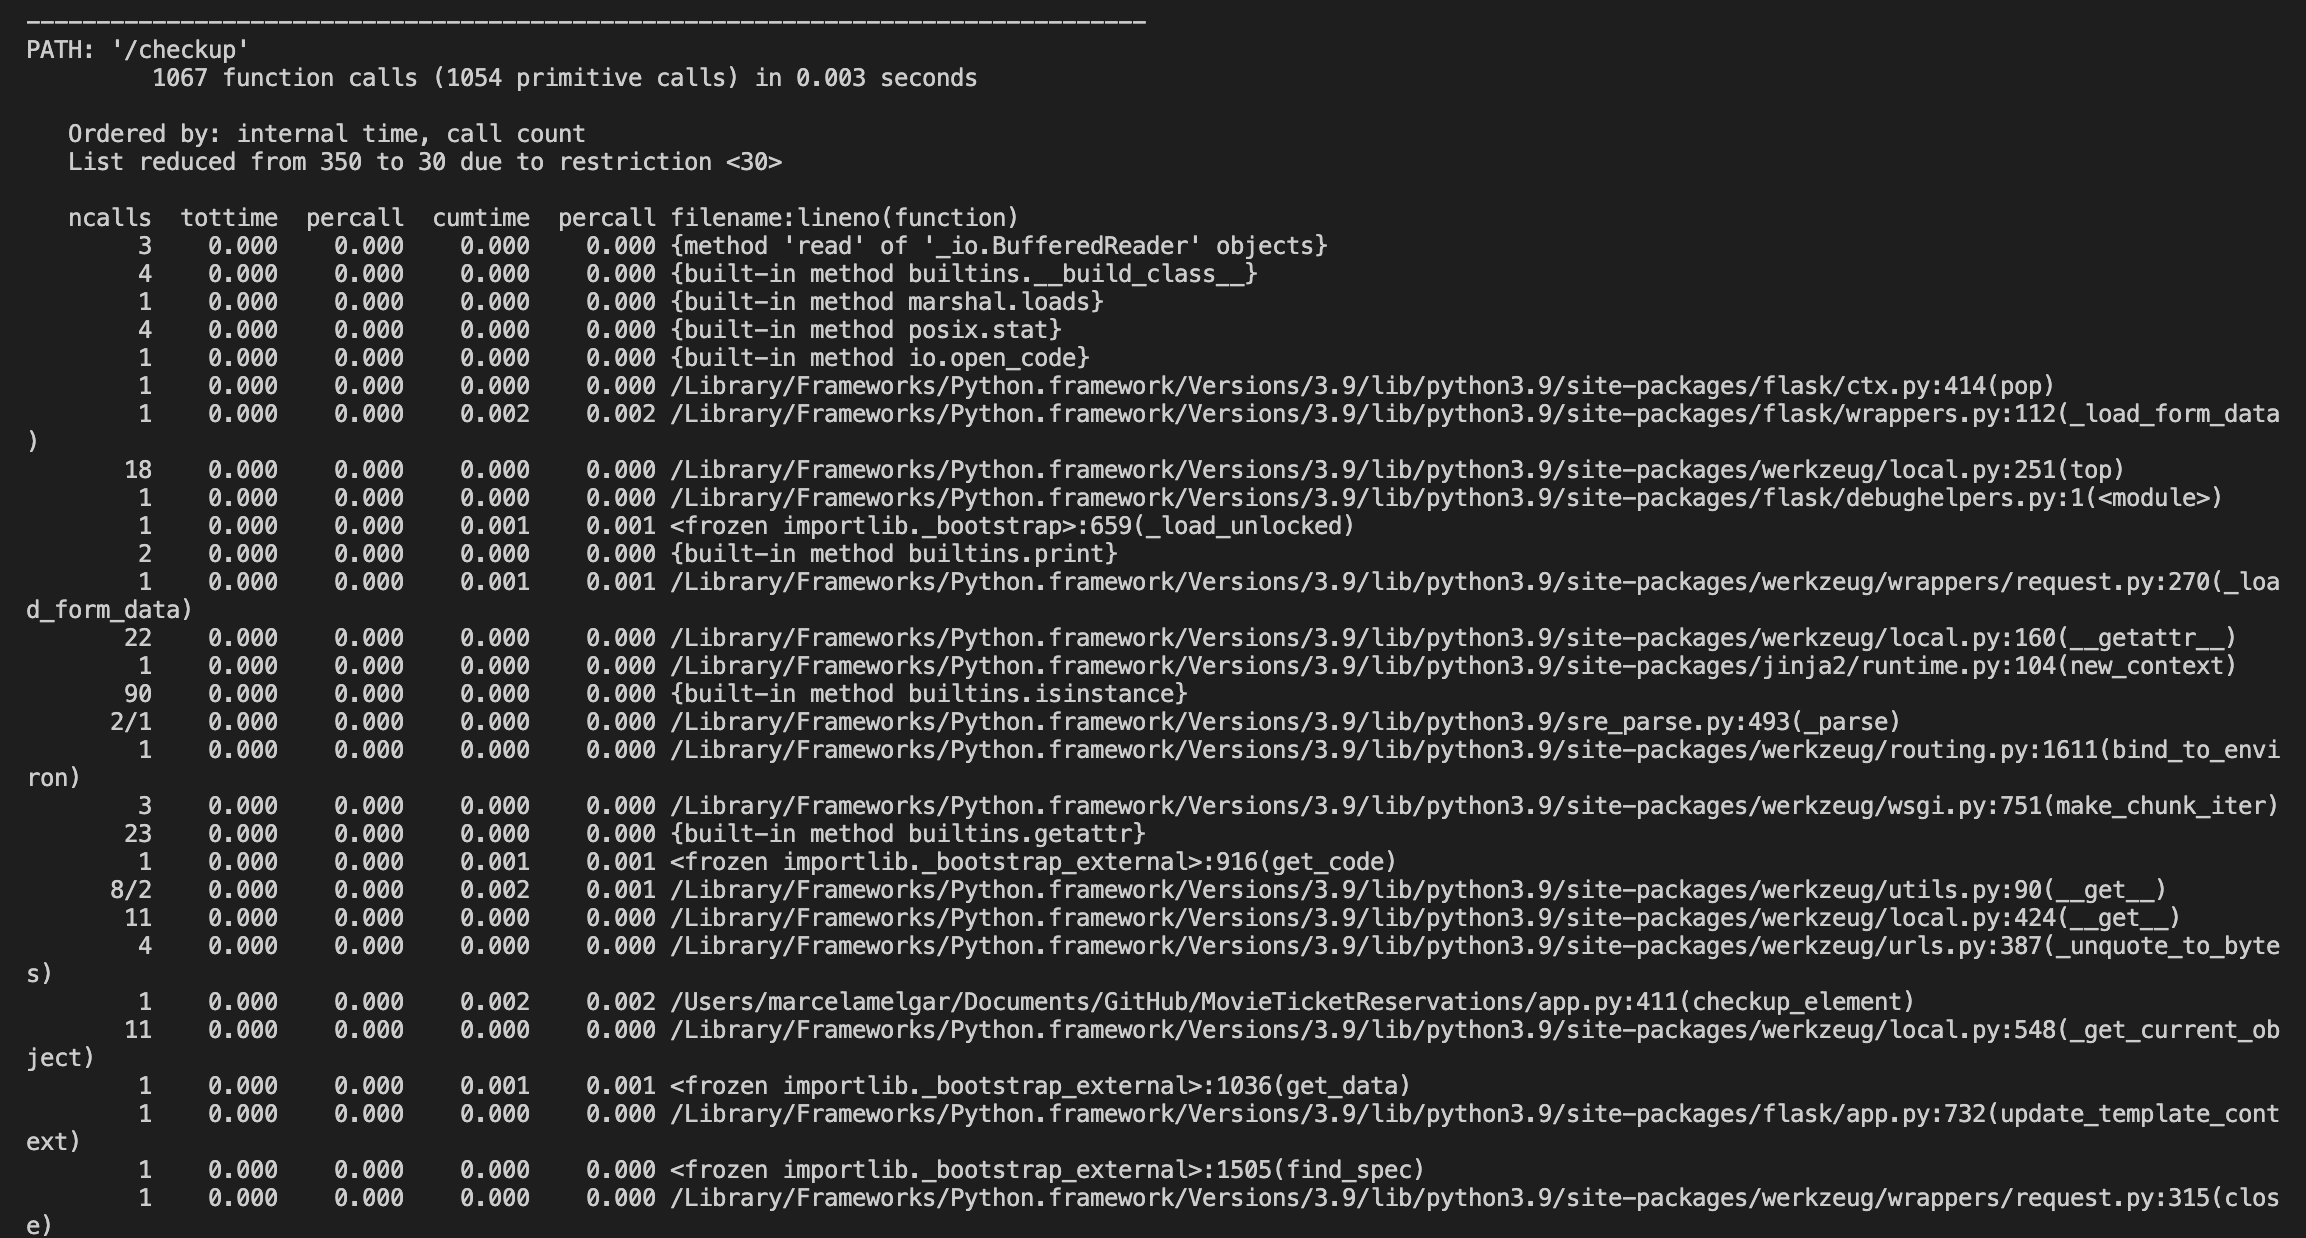 --------------------------------------------------------------------------------
PATH: '/checkup'
         1067 function calls (1054 primitive calls) in 0.003 seconds

   Ordered by: internal time, call count
   List reduced from 350 to 30 due to restriction <30>

   ncalls  tottime  percall  cumtime  percall filename:lineno(function)
        3    0.000    0.000    0.000    0.000 {method 'read' of '_io.BufferedReader' objects}
        4    0.000    0.000    0.000    0.000 {built-in method builtins.__build_class__}
        1    0.000    0.000    0.000    0.000 {built-in method marshal.loads}
        4    0.000    0.000    0.000    0.000 {built-in method posix.stat}
        1    0.000    0.000    0.000    0.000 {built-in method io.open_code}
        1    0.000    0.000    0.000    0.000 /Library/Frameworks/Python.framework/Versions/3.9/lib/python3.9/site-packages/flask/ctx.py:414(pop)
        1    0.000    0.000    0.002    0.002 /Library/Frameworks/Python.framework/Versions/3.9/lib/python3.9/site-packages/flask/wrappers.py:112(_load_form_data
)
       18    0.000    0.000    0.000    0.000 /Library/Frameworks/Python.framework/Versions/3.9/lib/python3.9/site-packages/werkzeug/local.py:251(top)
        1    0.000    0.000    0.000    0.000 /Library/Frameworks/Python.framework/Versions/3.9/lib/python3.9/site-packages/flask/debughelpers.py:1(<module>)
        1    0.000    0.000    0.001    0.001 <frozen importlib._bootstrap>:659(_load_unlocked)
        2    0.000    0.000    0.000    0.000 {built-in method builtins.print}
        1    0.000    0.000    0.001    0.001 /Library/Frameworks/Python.framework/Versions/3.9/lib/python3.9/site-packages/werkzeug/wrappers/request.py:270(_loa
d_form_data)
       22    0.000    0.000    0.000    0.000 /Library/Frameworks/Python.framework/Versions/3.9/lib/python3.9/site-packages/werkzeug/local.py:160(__getattr__)
        1    0.000    0.000    0.000    0.000 /Library/Frameworks/Python.framework/Versions/3.9/lib/python3.9/site-packages/jinja2/runtime.py:104(new_context)
       90    0.000    0.000    0.000    0.000 {built-in method builtins.isinstance}
      2/1    0.000    0.000    0.000    0.000 /Library/Frameworks/Python.framework/Versions/3.9/lib/python3.9/sre_parse.py:493(_parse)
        1    0.000    0.000    0.000    0.000 /Library/Frameworks/Python.framework/Versions/3.9/lib/python3.9/site-packages/werkzeug/routing.py:1611(bind_to_envi
ron)
        3    0.000    0.000    0.000    0.000 /Library/Frameworks/Python.framework/Versions/3.9/lib/python3.9/site-packages/werkzeug/wsgi.py:751(make_chunk_iter)
       23    0.000    0.000    0.000    0.000 {built-in method builtins.getattr}
        1    0.000    0.000    0.001    0.001 <frozen importlib._bootstrap_external>:916(get_code)
      8/2    0.000    0.000    0.002    0.001 /Library/Frameworks/Python.framework/Versions/3.9/lib/python3.9/site-packages/werkzeug/utils.py:90(__get__)
       11    0.000    0.000    0.000    0.000 /Library/Frameworks/Python.framework/Versions/3.9/lib/python3.9/site-packages/werkzeug/local.py:424(__get__)
        4    0.000    0.000    0.000    0.000 /Library/Frameworks/Python.framework/Versions/3.9/lib/python3.9/site-packages/werkzeug/urls.py:387(_unquote_to_byte
s)
        1    0.000    0.000    0.002    0.002 /Users/marcelamelgar/Documents/GitHub/MovieTicketReservations/app.py:411(checkup_element)
       11    0.000    0.000    0.000    0.000 /Library/Frameworks/Python.framework/Versions/3.9/lib/python3.9/site-packages/werkzeug/local.py:548(_get_current_ob
ject)
        1    0.000    0.000    0.001    0.001 <frozen importlib._bootstrap_external>:1036(get_data)
        1    0.000    0.000    0.000    0.000 /Library/Frameworks/Python.framework/Versions/3.9/lib/python3.9/site-packages/flask/app.py:732(update_template_cont
ext)
        1    0.000    0.000    0.000    0.000 <frozen importlib._bootstrap_external>:1505(find_spec)
        1    0.000    0.000    0.000    0.000 /Library/Frameworks/Python.framework/Versions/3.9/lib/python3.9/site-packages/werkzeug/wrappers/request.py:315(clos
e)